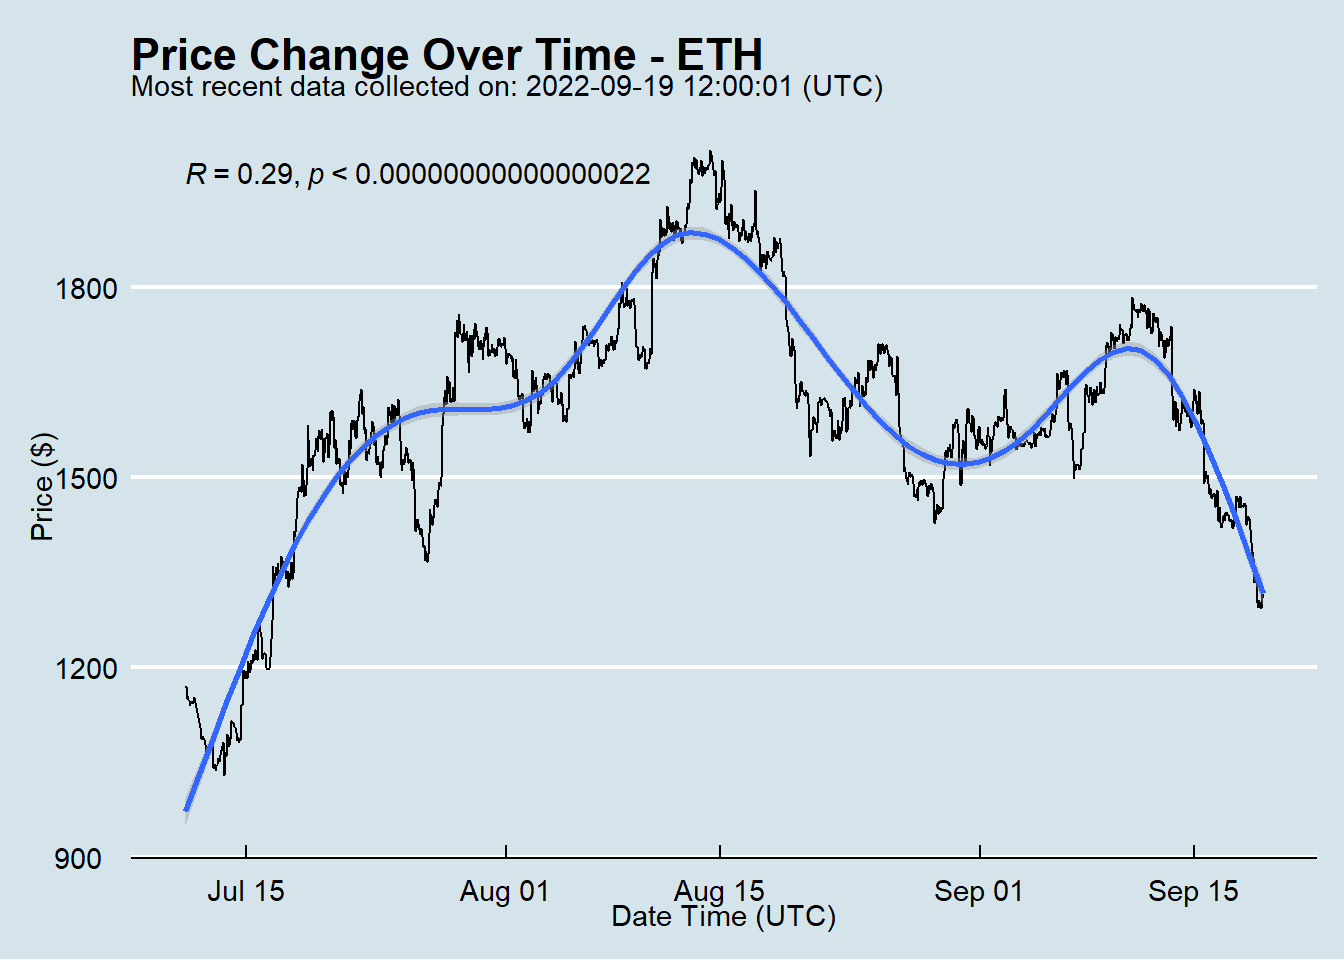 Price Change Over Time - ETH
Most recent data collected on: 2022-09-19 12:00:01 (UTC)
R = 0.29, p < 0.00000000000000022
Price ($)
1800
1500
1200
900
Jul 15 Aug 01 Aug 15 Sep 01 Sep 15
Date Time (UTC)